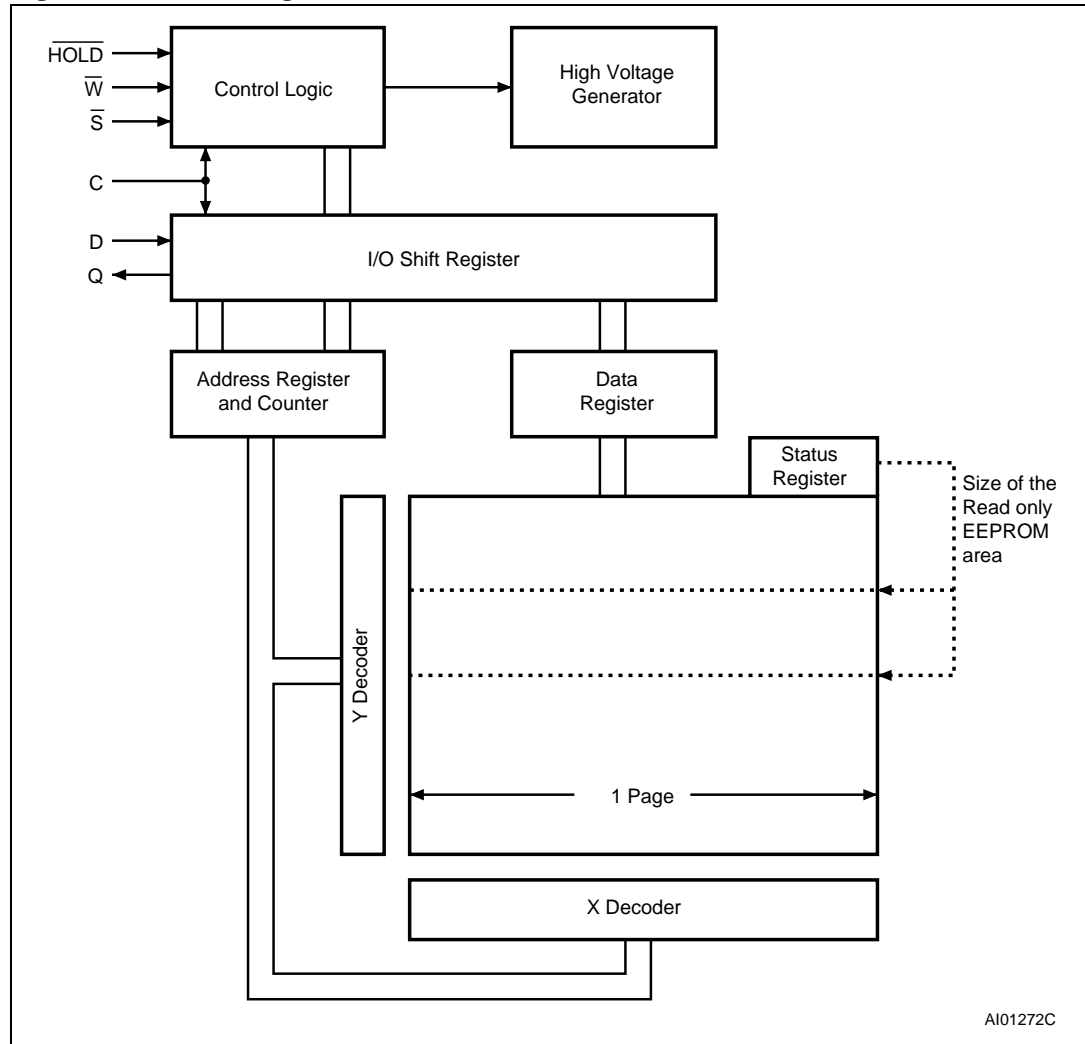 H̅O̅L̅D̅
W̅
S̅
C
D
Q
Control Logic
High Voltage
Generator
I/O Shift Register
Address Register
and Counter
Data
Register
Status
Register
Size of the
Read only
EEPROM
area
Y Decoder
1 Page
X Decoder
AI01272C